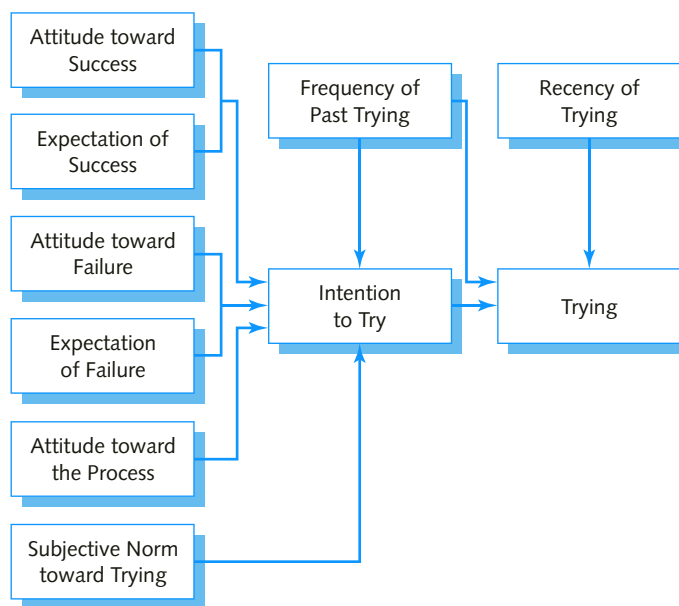 Attitude toward
Success
Expectation of
Success
Attitude toward
Failure
Expectation
of Failure
Attitude toward
the Process
Subjective Norm
toward Trying
Frequency of
Past Trying
Intention
to Try
Recency of
Trying
Trying